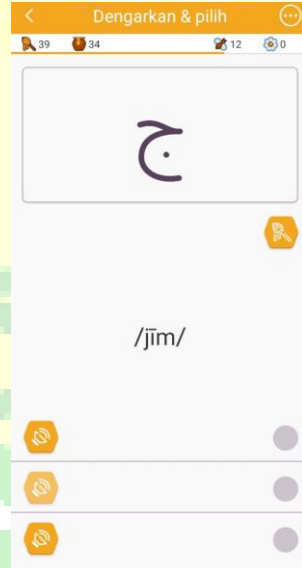 Dengarkan & pilih
39 34 12 0
ج
/jīm/